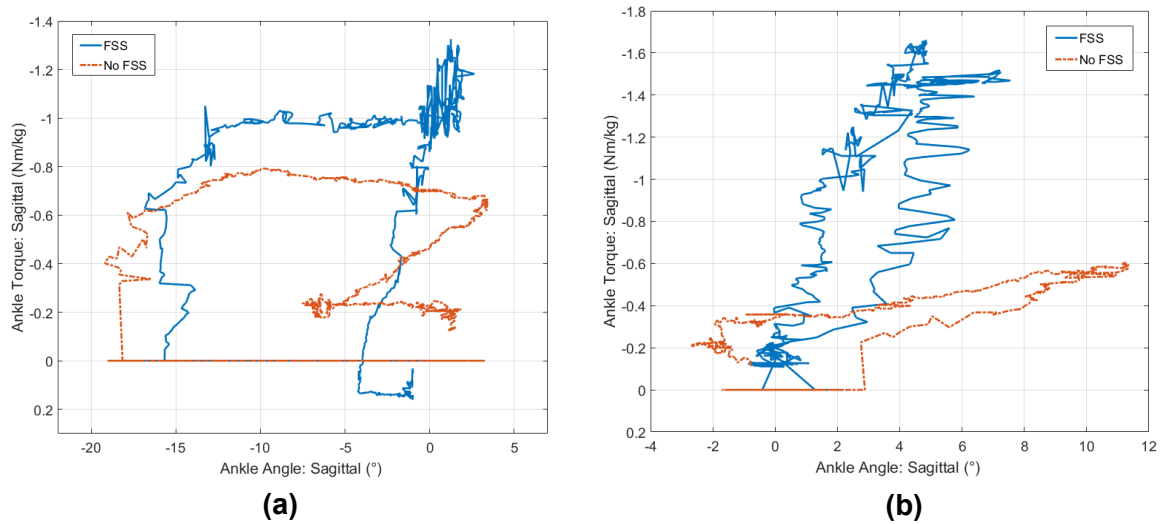 -1.4
-1.2
-1
-0.8
-0.6
-0.4
-0.2
0
0.2
Ankle Torque: Sagittal (Nm/kg)
FSS
No FSS
-20 -15 -10 -5 0 5
Ankle Angle: Sagittal (°)
(a)
-1.8
-1.6
-1.4
-1.2
-1
-0.8
-0.6
-0.4
-0.2
0
0.2
Ankle Torque: Sagittal (Nm/kg)
FSS
No FSS
-4 -2 0 2 4 6 8 10 12
Ankle Angle: Sagittal (°)
(b)